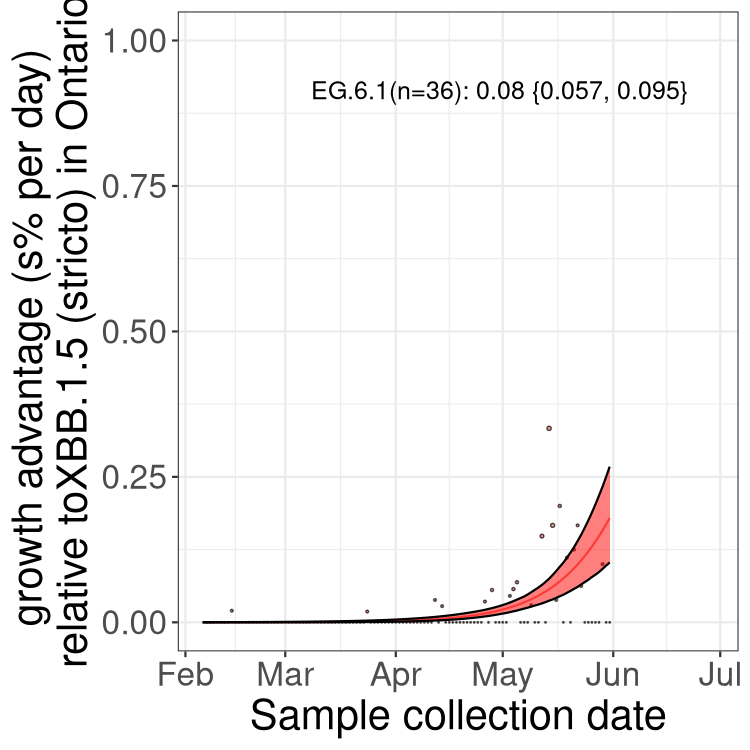 growth advantage (s% per day)
relative toXBB.1.5 (stricto) in Ontario
1.00
0.75
0.50
0.25
0.00
EG.6.1(n=36): 0.08 {0.057, 0.095}
Feb Mar Apr May Jun Jul
Sample collection date